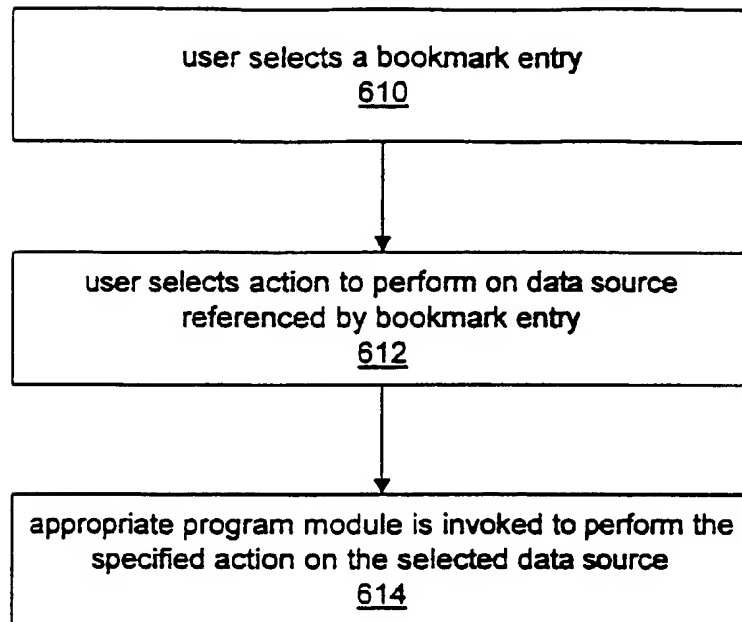 user selects a bookmark entry
610
user selects action to perform on data source
referenced by bookmark entry
612
appropriate program module is invoked to perform the
specified action on the selected data source
614